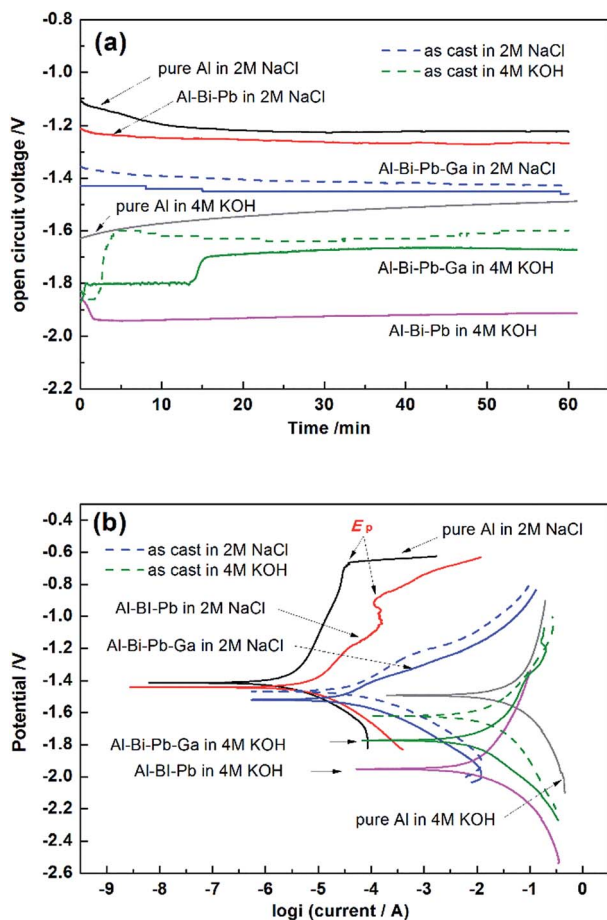 (a)
as cast in 2M NaCl
as cast in 4M KOH
pure Al in 2M NaCl
Al-Bi-Pb in 2M NaCl
Al-Bi-Pb-Ga in 2M NaCl
pure Al in 4M KOH
Al-Bi-Pb-Ga in 4M KOH
Al-Bi-Pb in 4M KOH
open circuit voltage /V
-0.8
-1.0
-1.2
-1.4
-1.6
-1.8
-2.0
-2.2
0 10 20 30 40 50 60
Time /min
(b)
Ep
pure Al in 2M NaCl
as cast in 2M NaCl
as cast in 4M KOH
Al-BI-Pb in 2M NaCl
Al-Bi-Pb-Ga in 2M NaCl
Al-Bi-Pb-Ga in 4M KOH
Al-BI-Pb in 4M KOH
pure Al in 4M KOH
Potential /V
-0.4
-0.6
-0.8
-1.0
-1.2
-1.4
-1.6
-1.8
-2.0
-2.2
-2.4
-2.6
-9 -8 -7 -6 -5 -4 -3 -2 -1 0
logi (current / A)